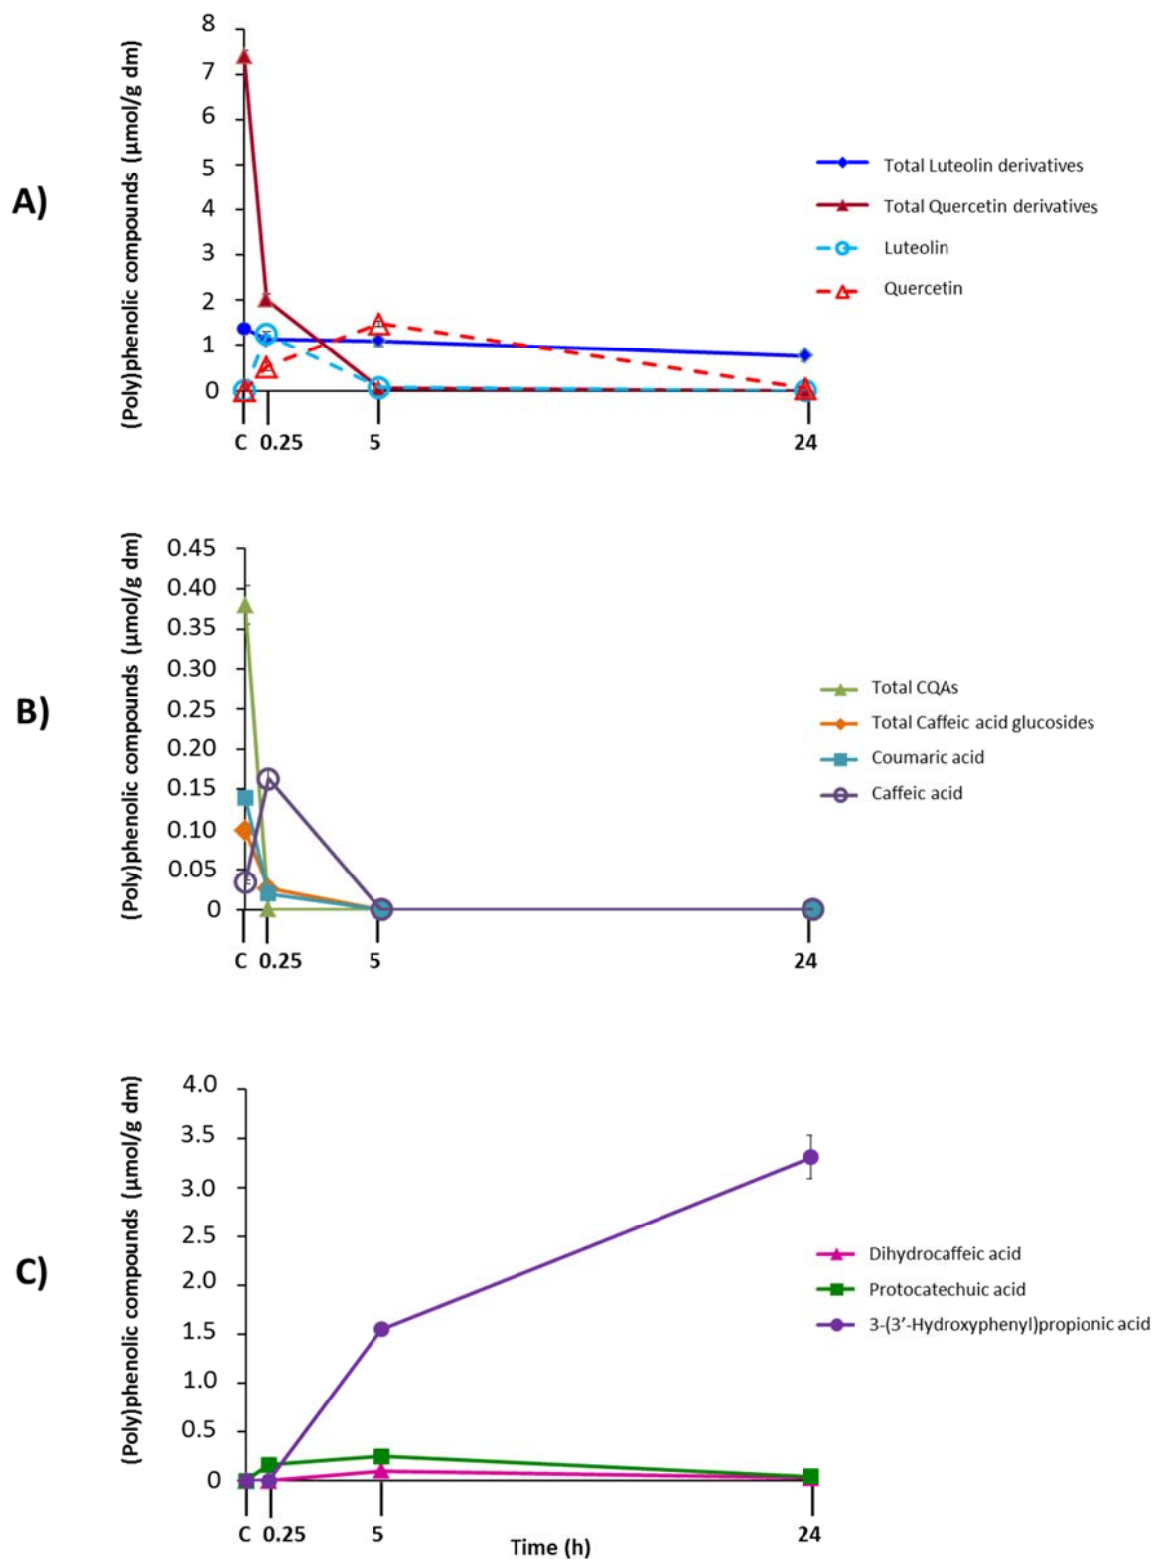 A)
(Poly)phenolic compounds (µmol/g dm)
8
7
6
5
4
3
2
1
0
C 0.25 5 24
Total Luteolin derivatives
Total Quercetin derivatives
Luteolin
Quercetin
B)
(Poly)phenolic compounds (µmol/g dm)
0.45
0.40
0.35
0.30
0.25
0.20
0.15
0.10
0.05
0
C 0.25 5 24
Total CQAs
Total Caffeic acid glucosides
Coumaric acid
Caffeic acid
C)
(Poly)phenolic compounds (µmol/g dm)
4.0
3.5
3.0
2.5
2.0
1.5
1.0
0.5
0
C 0.25 5 24
Time (h)
Dihydrocaffeic acid
Protocatechuic acid
3-(3′-Hydroxyphenyl)propionic acid